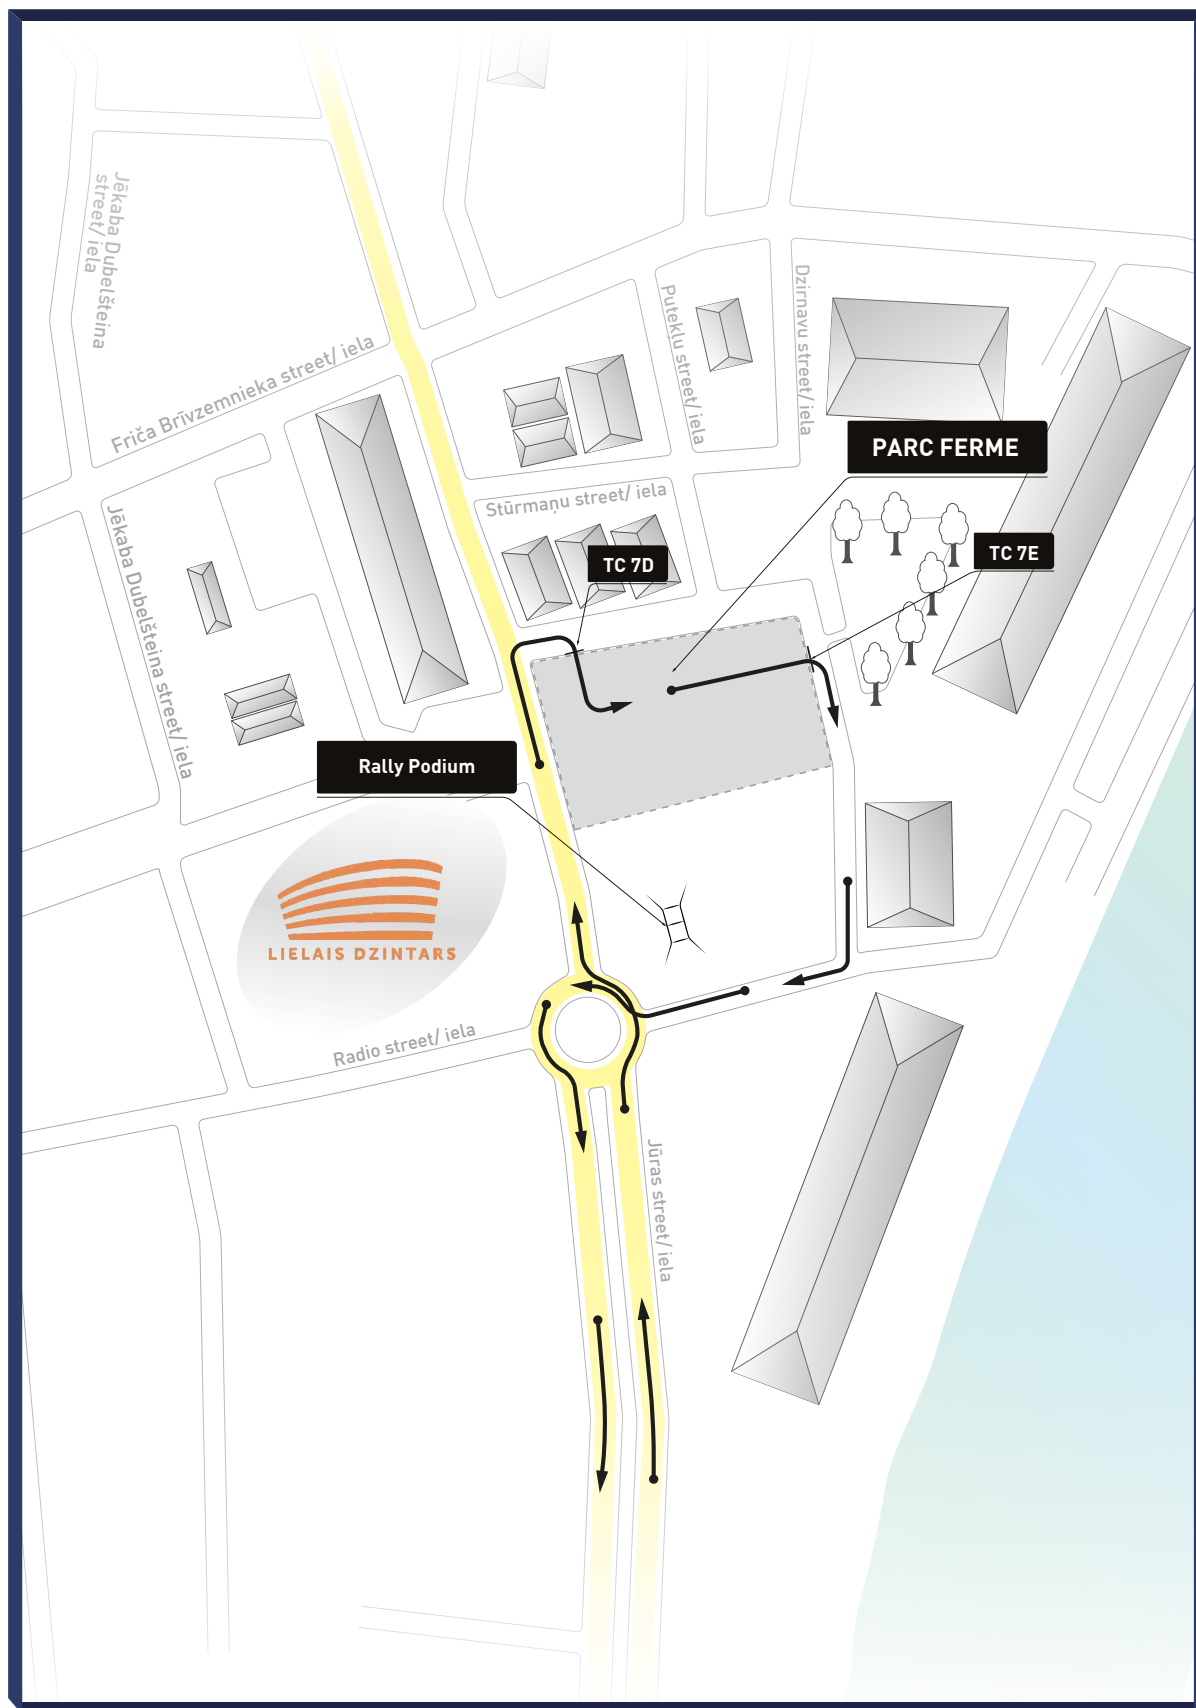 Jēkaba Dubelšteina
street/ iela
Friča Brīvzemnieka street/ iela
Putekļu street/ iela
Dzirnavu street/ iela
PARC FERME
Stūrmaņu street/ iela
TC 7D
TC 7E
Jēkaba Dubelšteina street/ iela
Rally Podium
LIELAIS DZINTARS
Radio street/ iela
Jūras street/ iela